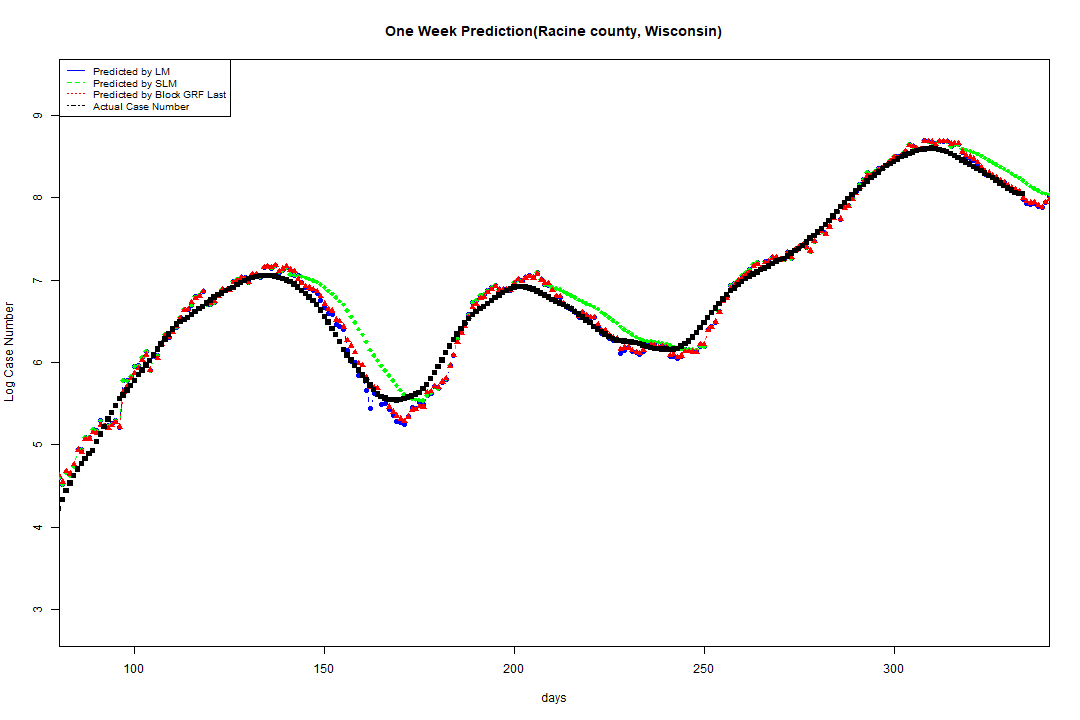 One Week Prediction(Racine county, Wisconsin)
Predicted by LM
Predicted by SLM
Predicted by Block GRF Last
Actual Case Number
9
8
7
6
5
4
3
Log Case Number
100 150 200 250 300
days